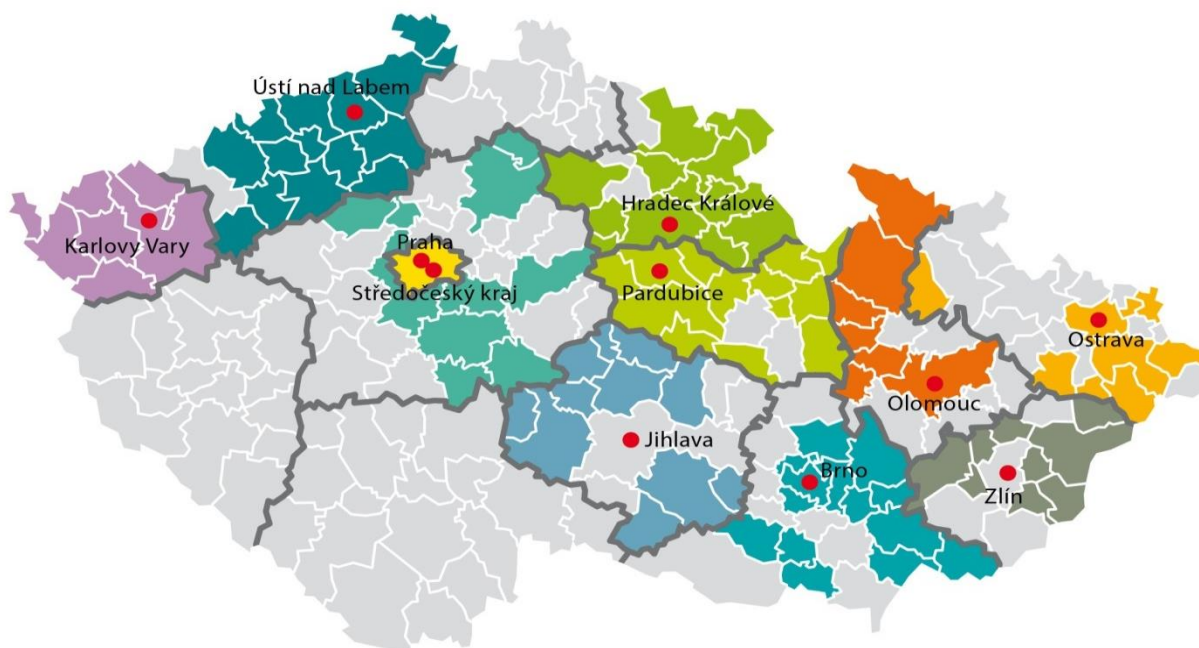 Ústí nad Labem
Hradec Králové
Karlovy Vary
Praha
Středočeský kraj
Pardubice
Ostrava
Olomouc
Jihlava
Brno
Zlín